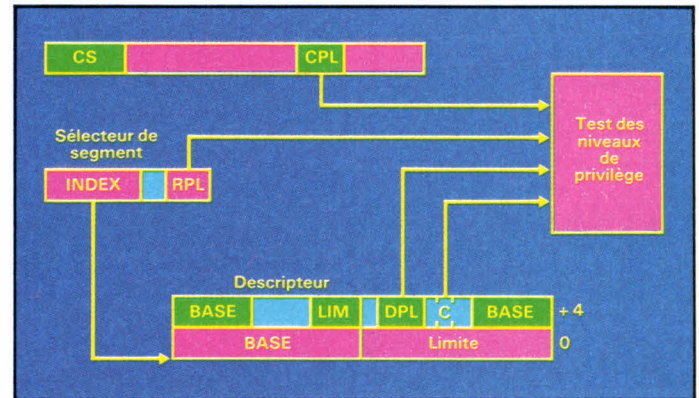 CS CPL
Sélecteur de
segment
INDEX RPL
Test des
niveaux
de
privilège
Descripteur
BASE LIM DPL C BASE + 4
BASE Limite 0